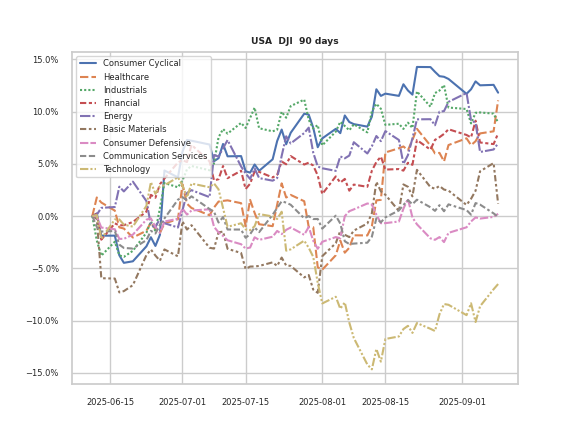 USA DJI 90 days
15.0%
10.0%
5.0%
0.0%
−5.0%
−10.0%
−15.0%
Consumer Cyclical
Healthcare
Industrials
Financial
Energy
Basic Materials
Consumer Defensive
Communication Services
Technology
2025-06-15
2025-07-01
2025-07-15
2025-08-01
2025-08-15
2025-09-01